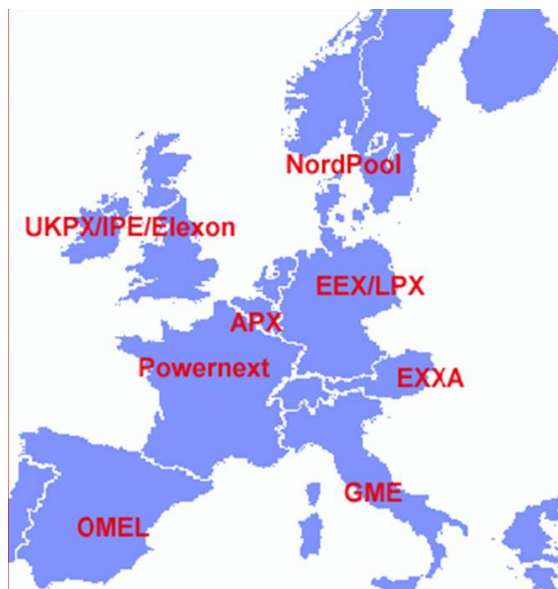 NordPool
UKPX/IPE/Elexon
EEX/LPX
APX
Powernext
EXXA
GME
OMEL